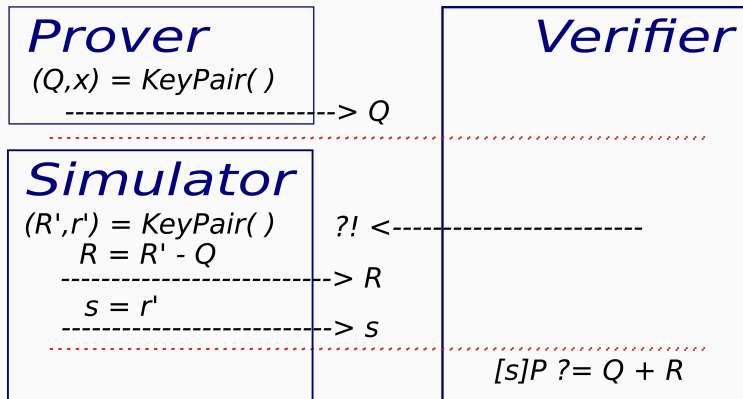 Prover
Verifier
(Q,x) = KeyPair( )
---------------------------> Q
Simulator
(R',r') = KeyPair( )
?! <-------------------------
R = R' - Q
---------------------------> R
s = r'
---------------------------> s
[s]P ?= Q + R